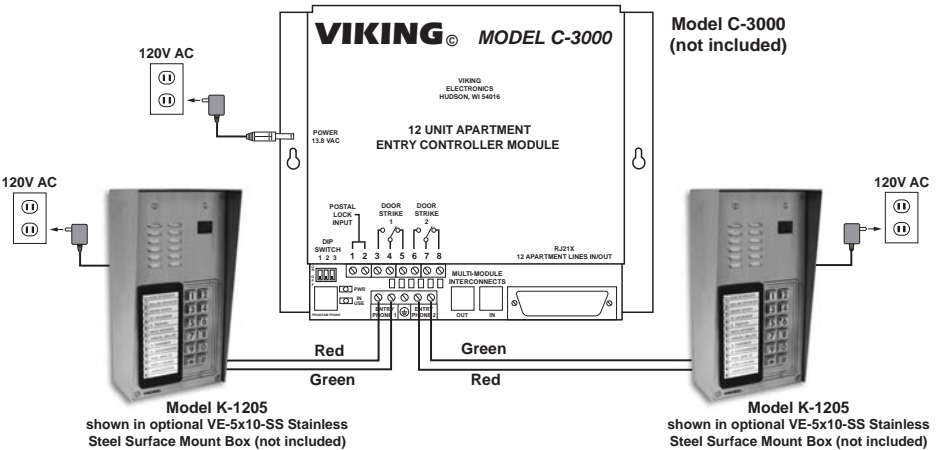 VIKING© MODEL C-3000
Model C-3000
(not included)
VIKING
ELECTRONICS
HUDSON, WI 54016
120V AC
POWER
13.8 VAC
12 UNIT APARTMENT
ENTRY CONTROLLER MODULE
120V AC
120V AC
POSTAL
LOCK
INPUT
DOOR
STRIKE
1
DOOR
STRIKE
2
DIP
SWITCH
1 2 3
1 2 3 4 5 6 7 8
RJ21X
12 APARTMENT LINES IN/OUT
MULTI-MODULE
INTERCONNECTS
OUT
IN
PWR
IN
USE
PROGRAM PHONE
ENTRY
PHONE 1
ENTRY
PHONE 2
Red
Green
Green
Red
VIKING
VIKING
Model K-1205
shown in optional VE-5x10-SS Stainless
Steel Surface Mount Box (not included)
Model K-1205
shown in optional VE-5x10-SS Stainless
Steel Surface Mount Box (not included)